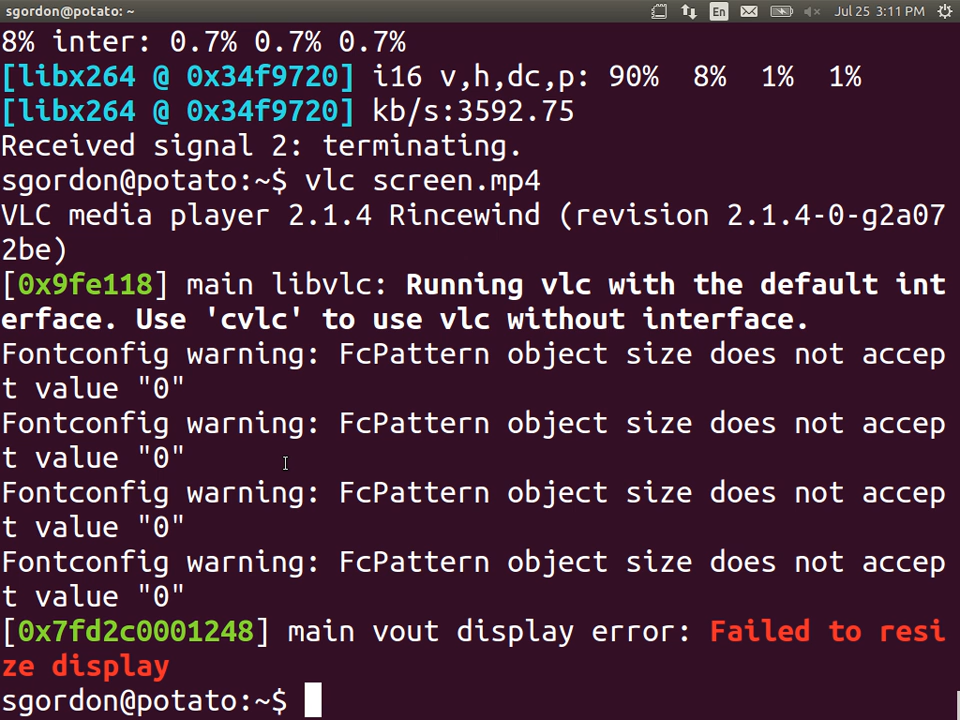 sgordon@potato: ~ En Jul 25 3:11 PM
8% inter: 0.7% 0.7% 0.7%
[libx264 @ 0x34f9720] i16 v,h,dc,p: 90%  8%  1%  1%
[libx264 @ 0x34f9720] kb/s:3592.75
Received signal 2: terminating.
sgordon@potato:~$ vlc screen.mp4
VLC media player 2.1.4 Rincewind (revision 2.1.4-0-g2a07
2be)
[0x9fe118] main libvlc: Running vlc with the default int
erface. Use 'cvlc' to use vlc without interface.
Fontconfig warning: FcPattern object size does not accep
t value "0"
Fontconfig warning: FcPattern object size does not accep
t value "0"
Fontconfig warning: FcPattern object size does not accep
t value "0"
Fontconfig warning: FcPattern object size does not accep
t value "0"
[0x7fd2c0001248] main vout display error: Failed to resi
ze display
sgordon@potato:~$